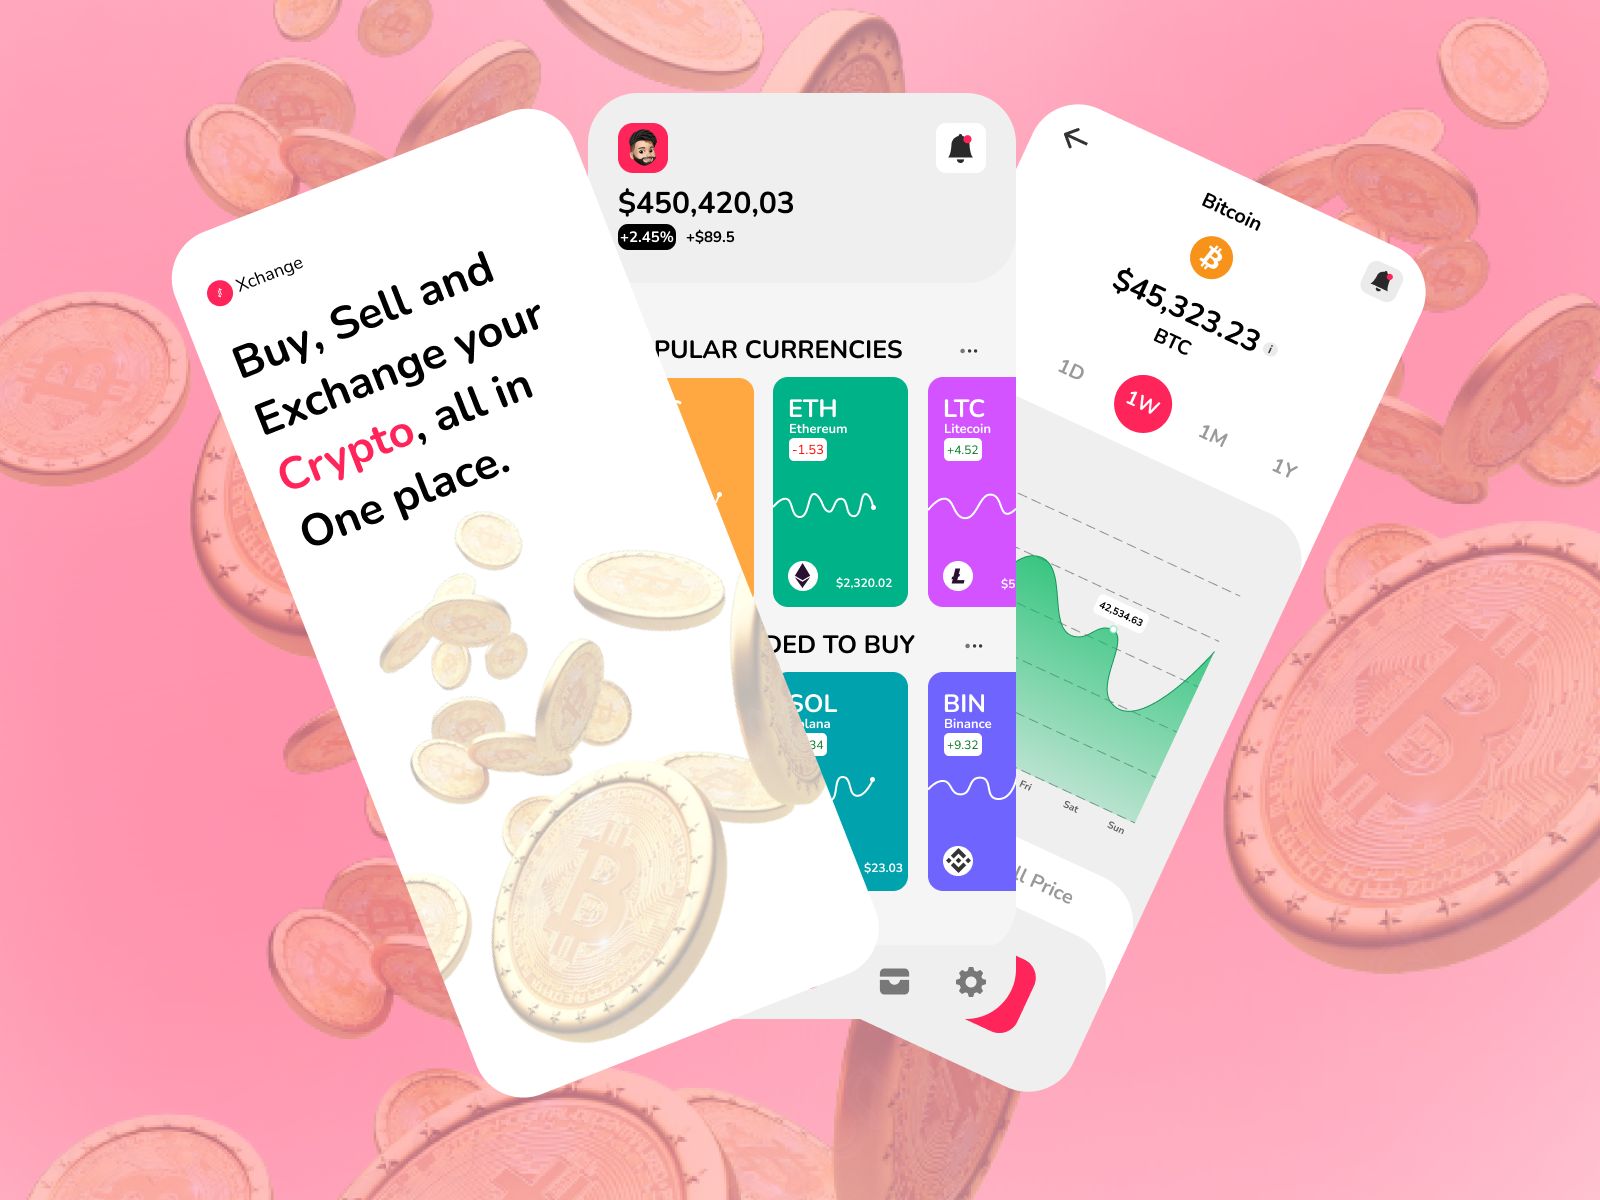 Xchange
Buy, Sell and
Exchange your
Crypto, all in
One place.
$450,420,03
+2.45% +$89.5
PULAR CURRENCIES
ETH
Ethereum
-1.53
$2,320.02
LTC
Litecoin
+4.52
$5
DED TO BUY
SOL
lana
34
$23.03
BIN
Binance
+9.32
Bitcoin
$45,323.23
i
BTC
1D
1W
1M
1Y
42,534.63
Fri
Sat
Sun
ll Price